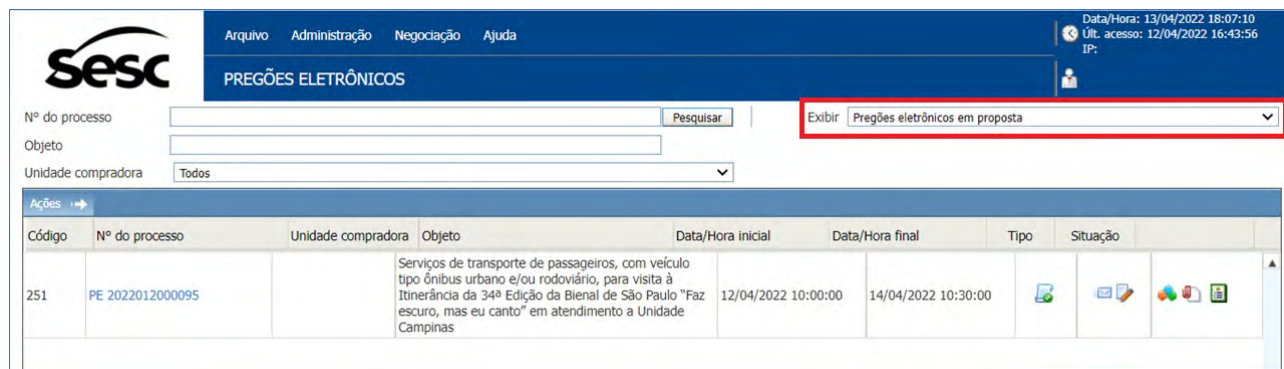 Sesc
Arquivo Administração Negociação Ajuda
Data/Hora: 13/04/2022 18:07:10
Últ. acesso: 12/04/2022 16:43:56
IP:
PREGÕES ELETRÔNICOS
Nº do processo Pesquisar Exibir Pregões eletrônicos em proposta
Objeto
Unidade compradora Todos
Ações
Código Nº do processo Unidade compradora Objeto Data/Hora inicial Data/Hora final Tipo Situação
Serviços de transporte de passageiros, com veículo
tipo ônibus urbano e/ou rodoviário, para visita à
251 PE 2022012000095 Itinerância da 34ª Edição da Bienal de São Paulo "Faz 12/04/2022 10:00:00 14/04/2022 10:30:00
escuro, mas eu canto" em atendimento a Unidade
Campinas